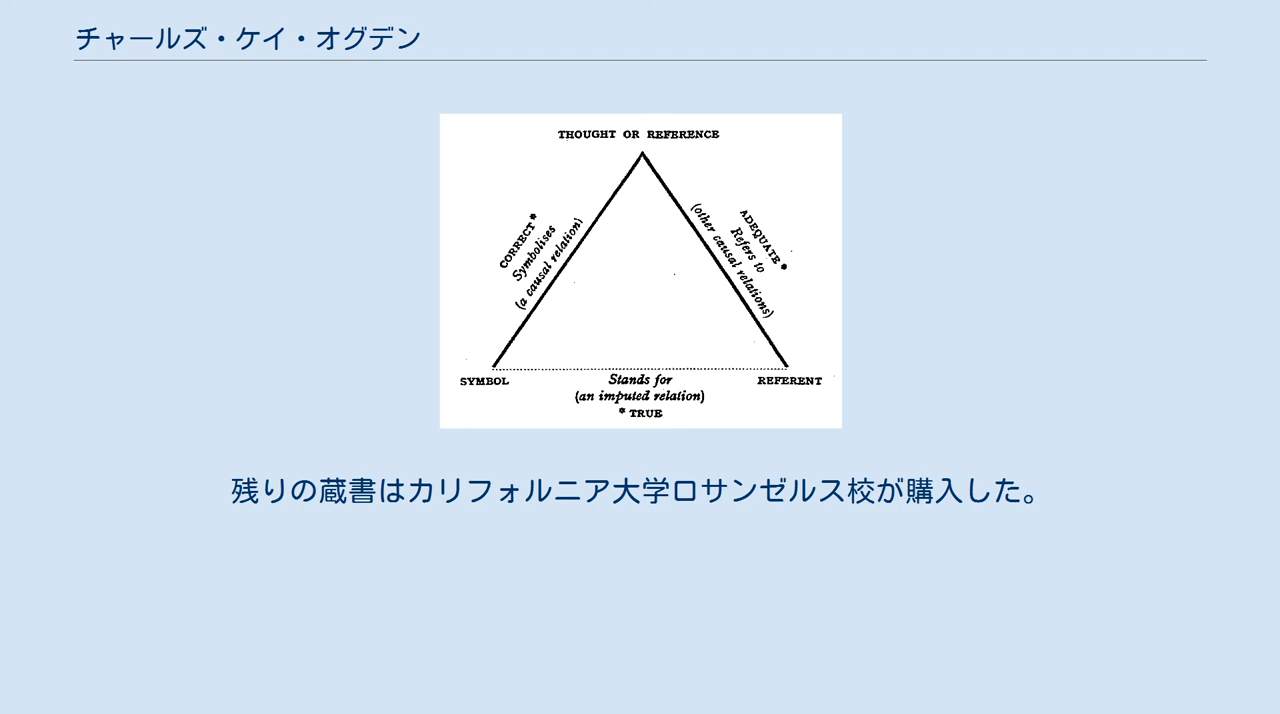 チャールズ・ケイ・オグデン
THOUGHT OR REFERENCE
CORRECT*
Symbolises
(a causal relation)
ADEQUATE*
Refers to
(other causal relations)
SYMBOL
REFERENT
Stands for
(an imputed relation)
* TRUE
残りの蔵書はカリフォルニア大学ロサンゼルス校が購入した。